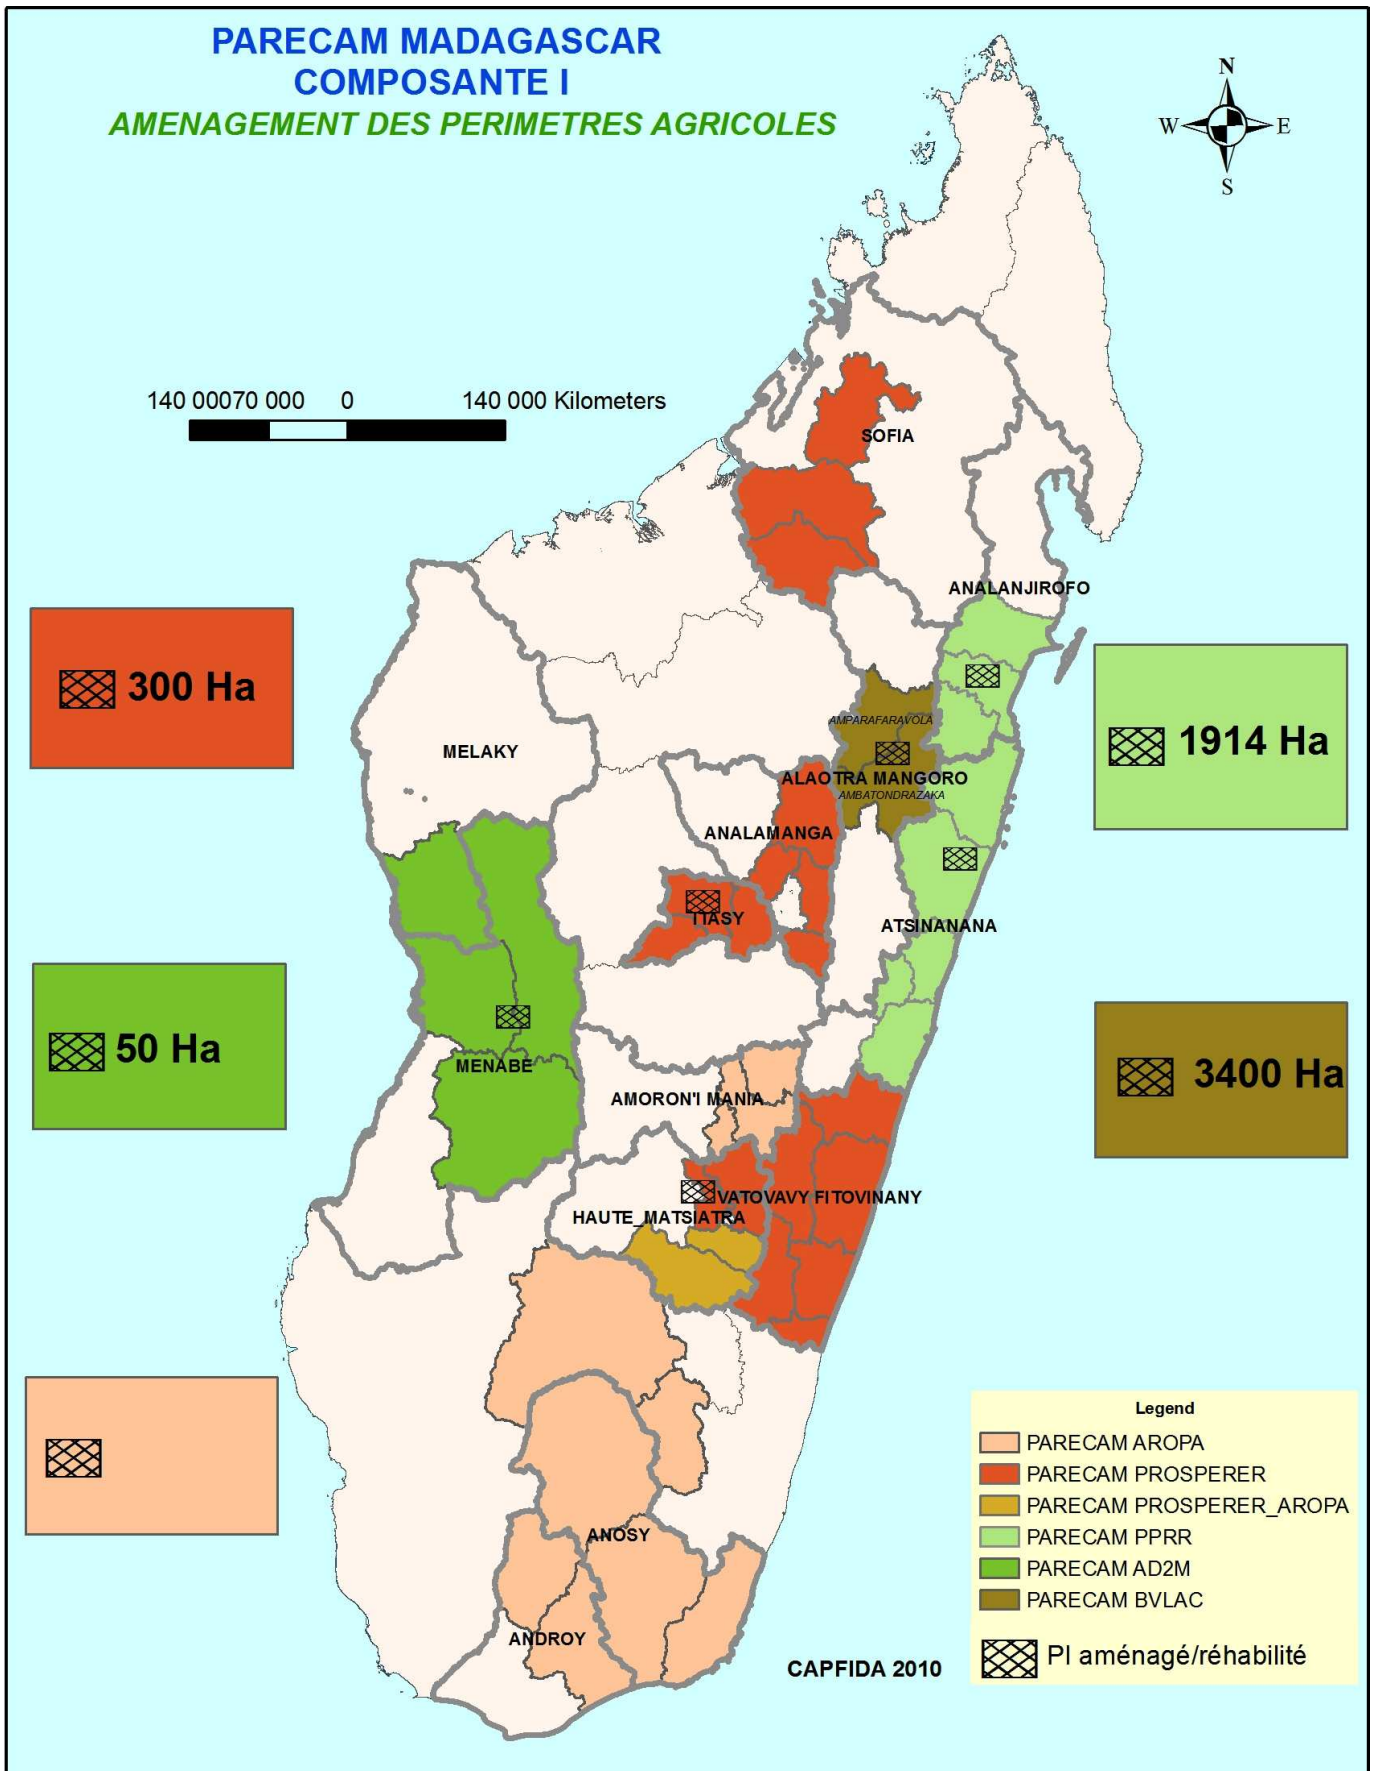 PARECAM MADAGASCAR
COMPOSANTE I
AMENAGEMENT DES PERIMETRES AGRICOLES
N
W E
S
140 00070 000 0 140 000 Kilometers
SOFIA
ANALANJIROFO
300 Ha
1914 Ha
AMPARAFARAVOLA
MELAKY
ALAOTRA MANGORO
AMBATONDRAZAKA
ANALAMANGA
ITASY
ATSINANANA
50 Ha
3400 Ha
MENABE
AMORON'I MANIA
VATOVAVY FITOVINANY
HAUTE_MATSIATRA
ANOSY
ANDROY
CAPFIDA 2010
Legend
PARECAM AROPA
PARECAM PROSPERER
PARECAM PROSPERER_AROPA
PARECAM PPRR
PARECAM AD2M
PARECAM BVLAC
PI aménagé/réhabilité